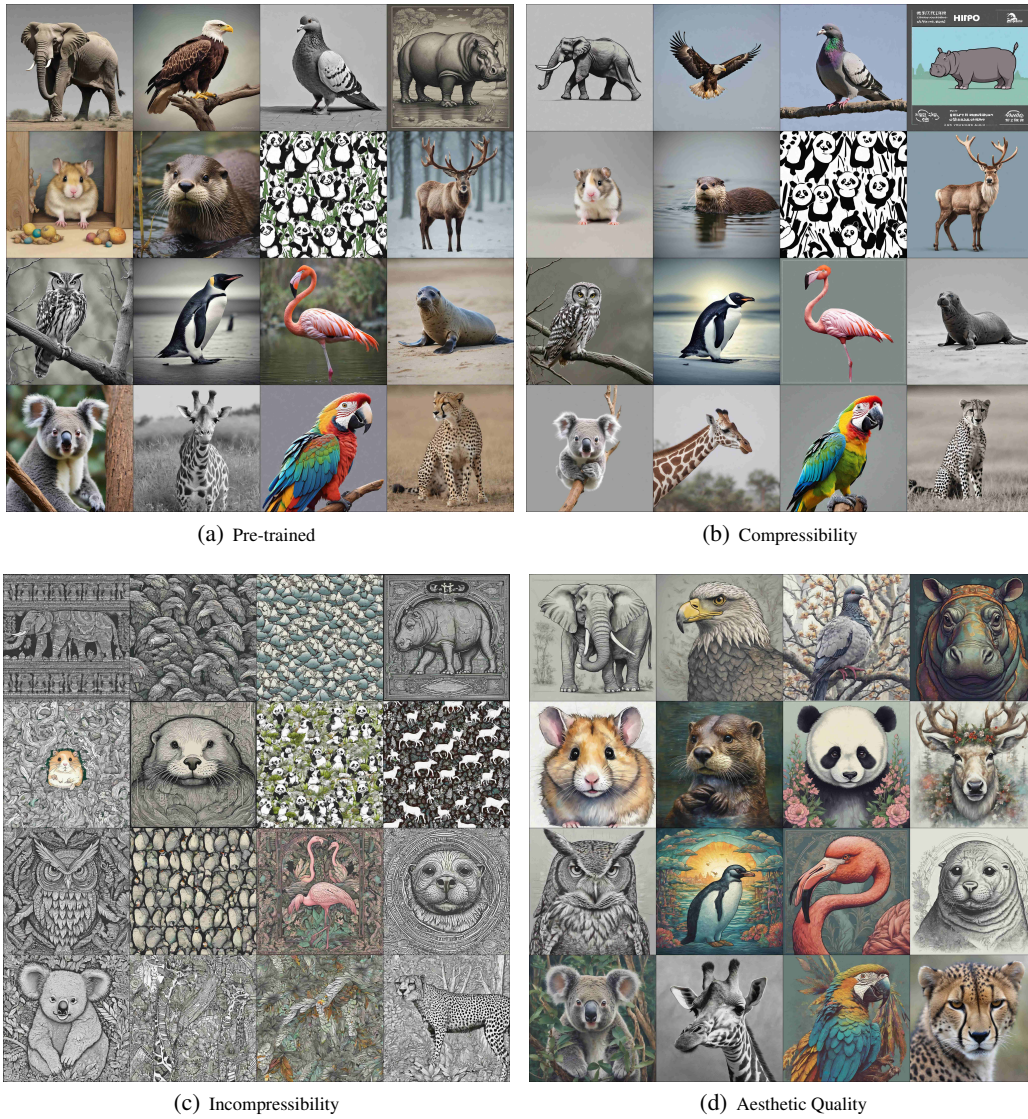 HIPPO
(a) Pre-trained
(b) Compressibility
(c) Incompressibility
(d) Aesthetic Quality